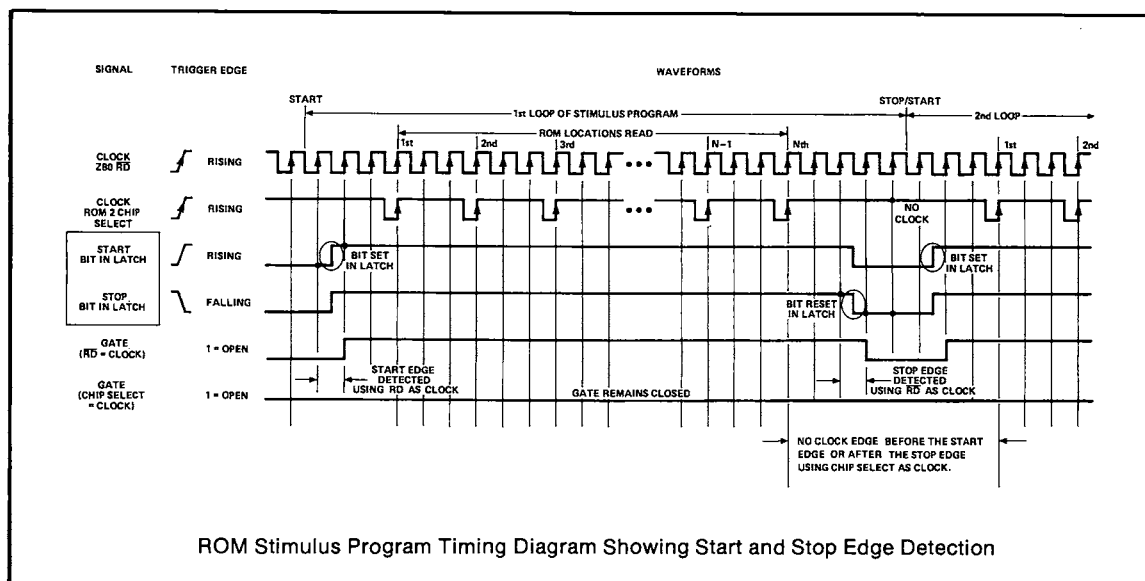 SIGNAL TRIGGER EDGE WAVEFORMS
START STOP/START
1st LOOP OF STIMULUS PROGRAM 2nd LOOP
ROM LOCATIONS READ
1st 2nd 3rd N–1 Nth 1st 2nd
CLOCK
Z80 R̅D̅
RISING
CLOCK
ROM 2 CHIP
SELECT
RISING
NO
CLOCK
START
BIT IN LATCH
RISING
BIT SET
IN LATCH
BIT SET
IN LATCH
STOP
BIT IN LATCH
FALLING
BIT RESET
IN LATCH
GATE
(R̅D̅ = CLOCK)
1 = OPEN
START EDGE
DETECTED
USING RD AS CLOCK
STOP EDGE
DETECTED
USING R̅D̅ AS CLOCK
GATE
(CHIP SELECT
= CLOCK)
1 = OPEN
GATE REMAINS CLOSED
NO CLOCK EDGE BEFORE THE START
EDGE OR AFTER THE STOP EDGE
USING CHIP SELECT AS CLOCK.
ROM Stimulus Program Timing Diagram Showing Start and Stop Edge Detection